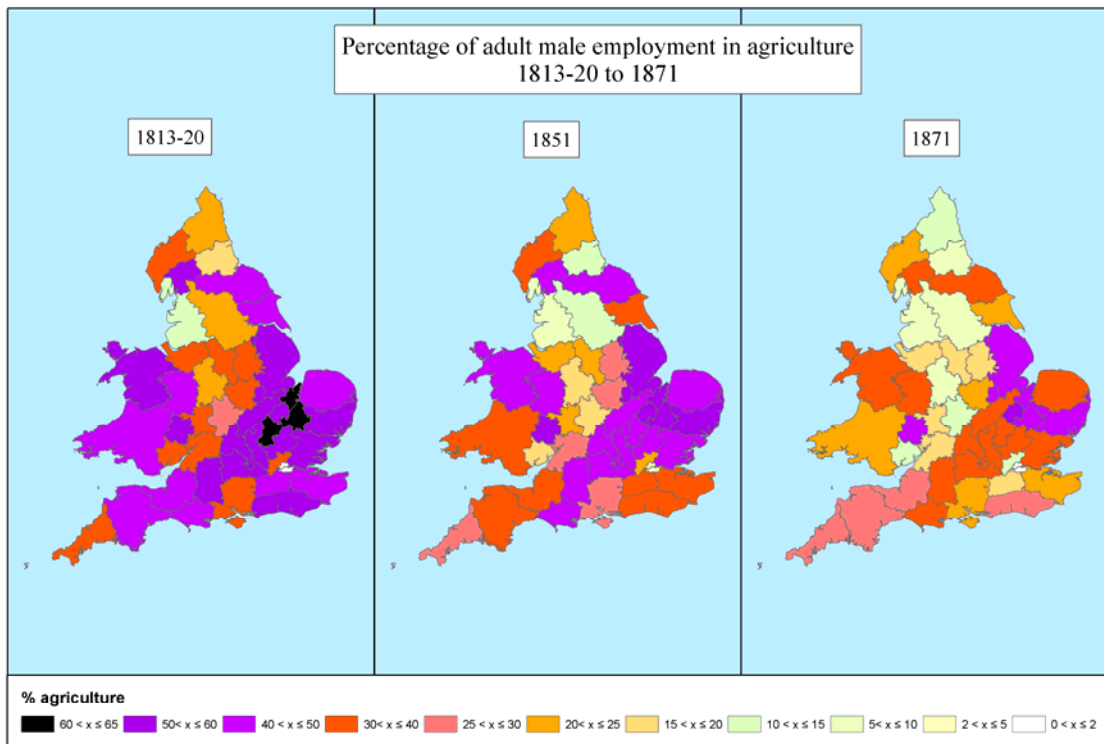 Percentage of adult male employment in agriculture
1813-20 to 1871
1813-20
1851
1871
% agriculture
60 < x ≤ 65
50< x ≤ 60
40 < x ≤ 50
30< x ≤ 40
25 < x ≤ 30
20< x ≤ 25
15 < x ≤ 20
10 < x ≤ 15
5< x ≤ 10
2 < x ≤ 5
0 < x ≤ 2